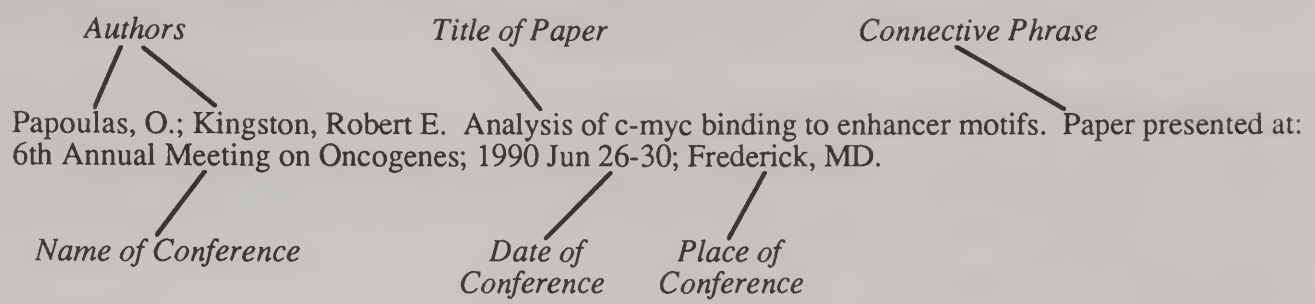 Authors Title of Paper Connective Phrase
Papoulas, O.; Kingston, Robert E. Analysis of c-myc binding to enhancer motifs. Paper presented at:
6th Annual Meeting on Oncogenes; 1990 Jun 26-30; Frederick, MD.
Name of Conference Date of Place of
Conference Conference